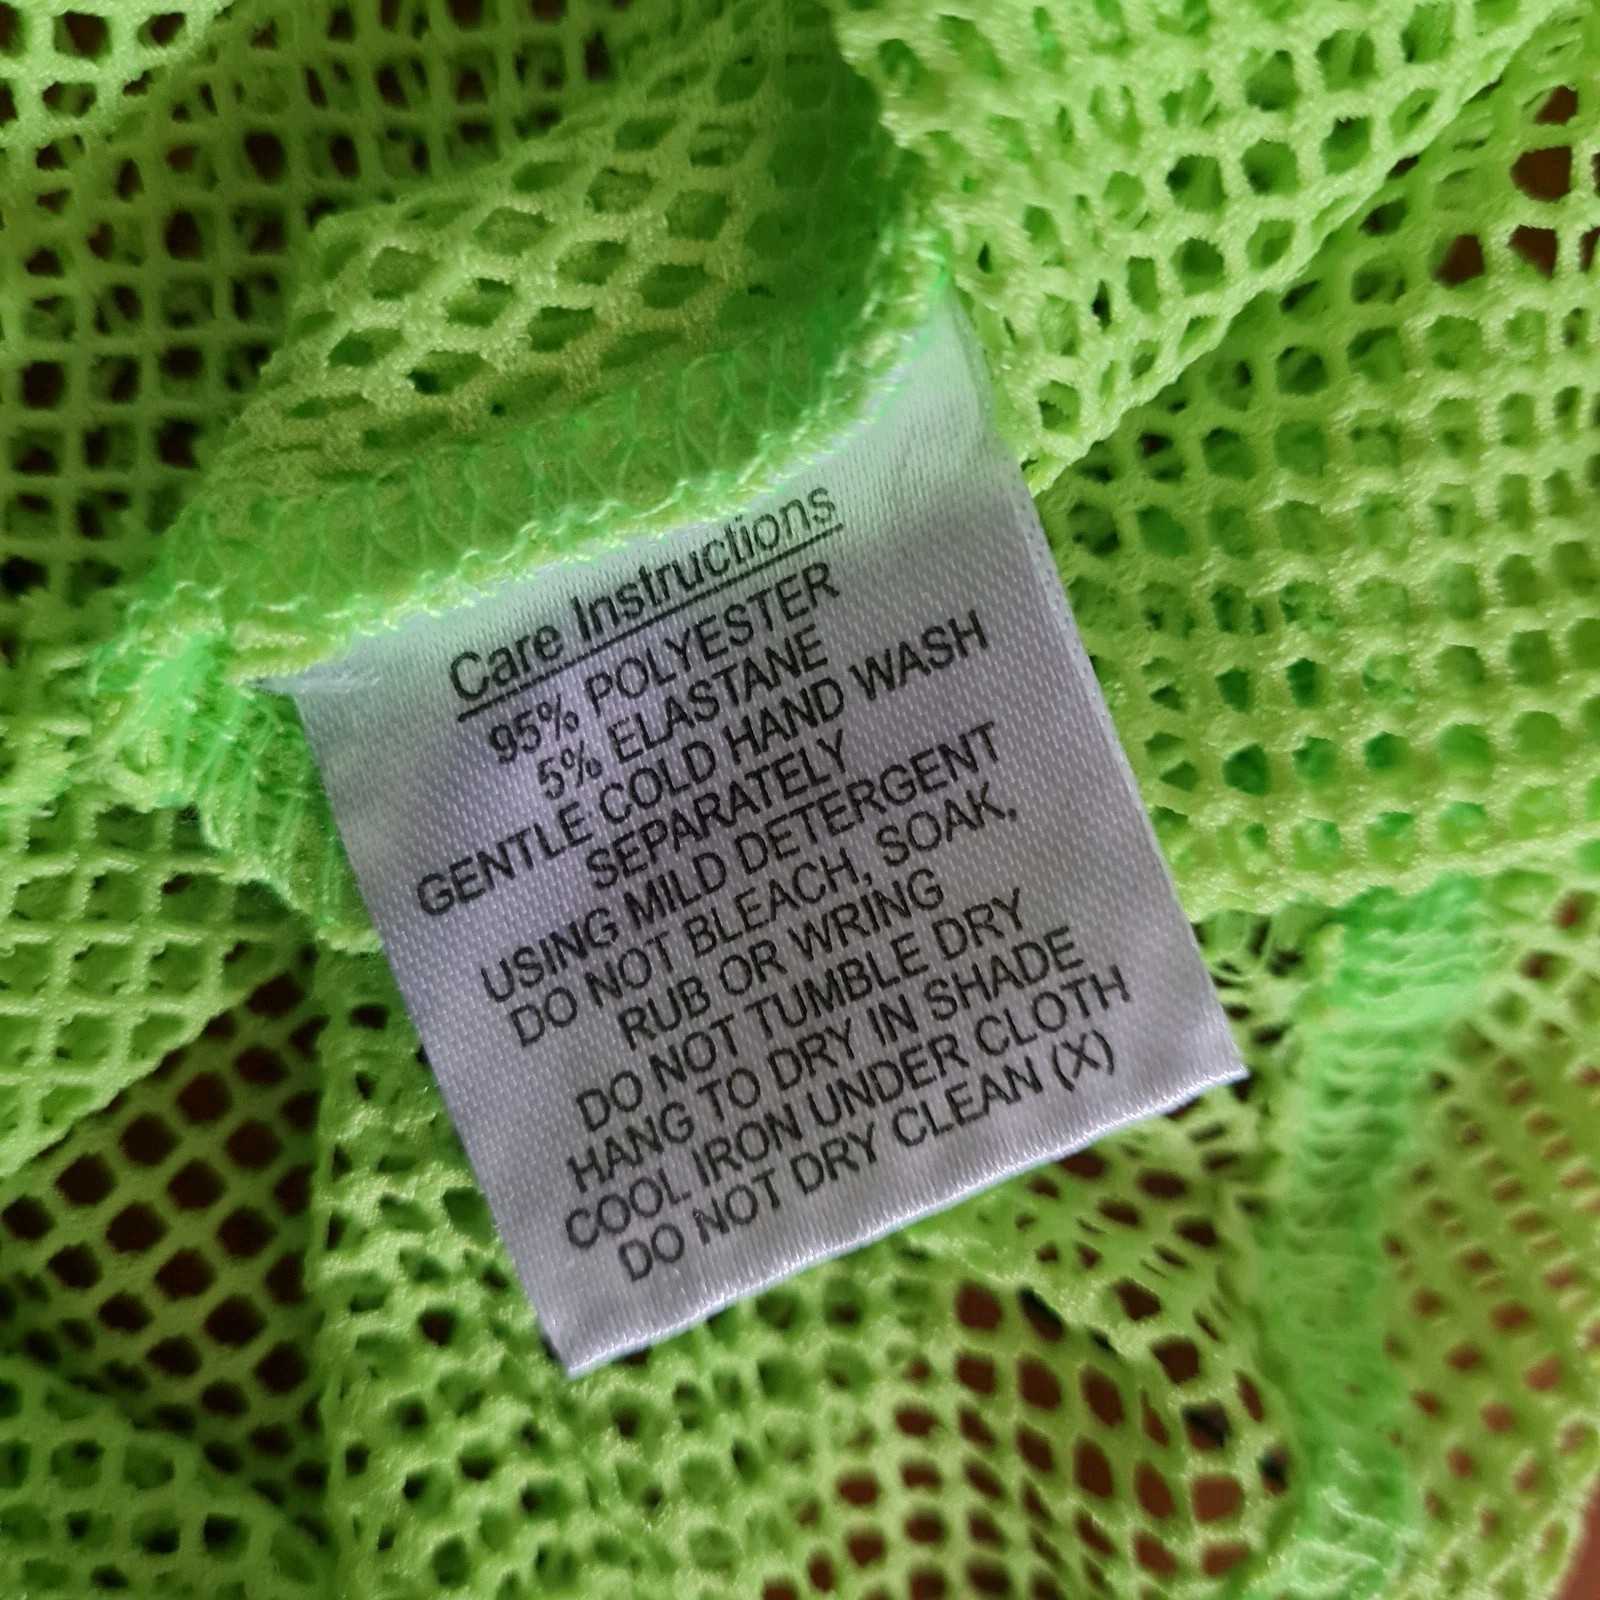 Care Instructions
95% POLYESTER
5% ELASTANE
GENTLE COLD HAND WASH
SEPARATELY
USING MILD DETERGENT
DO NOT BLEACH, SOAK,
RUB OR WRING
DO NOT TUMBLE DRY
HANG TO DRY IN SHADE
COOL IRON UNDER CLOTH
DO NOT DRY CLEAN (X)